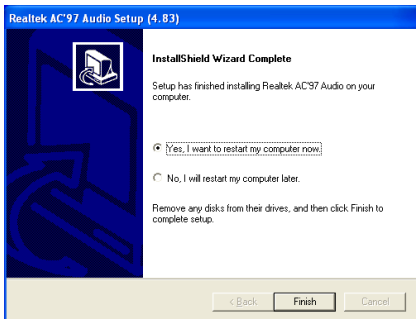 Realtek AC'97 Audio Setup (4.83)
InstallShield Wizard Complete
Setup has finished installing Realtek AC'97 Audio on your
computer.
Yes, I want to restart my computer now.
No, I will restart my computer later.
Remove any disks from their drives, and then click Finish to
complete setup.
< Back Finish Cancel